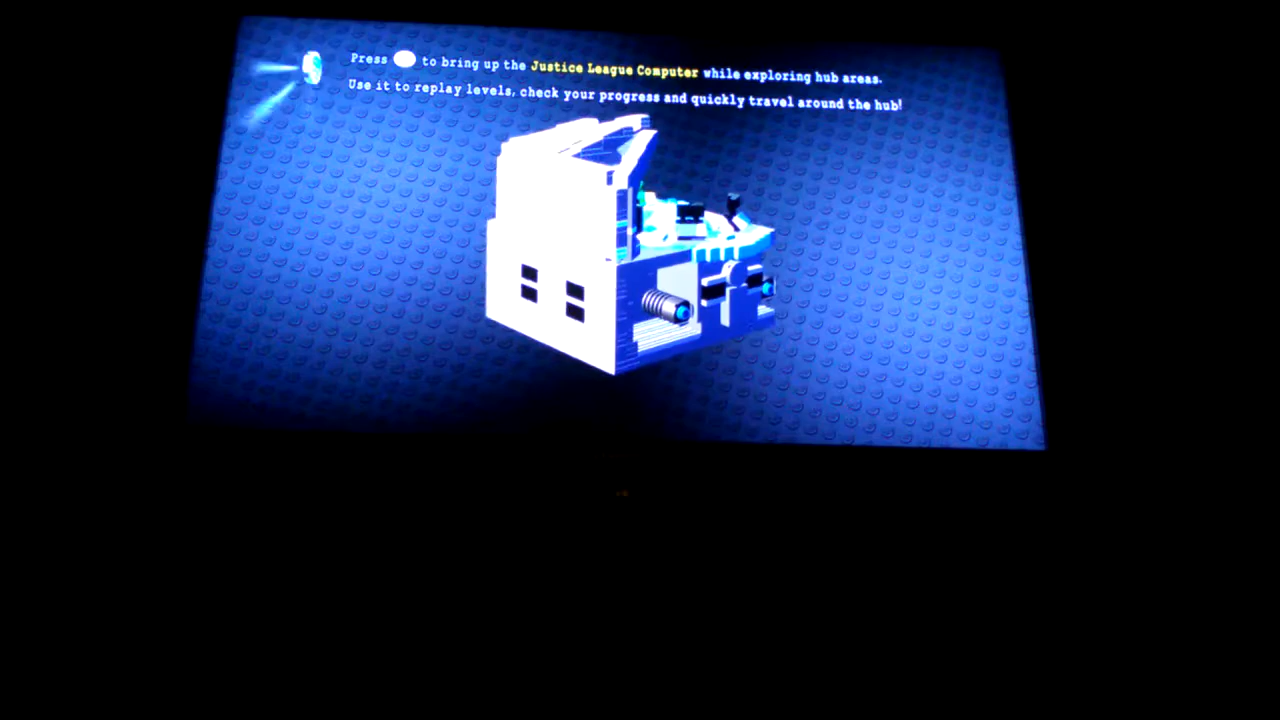 Press to bring up the Justice League Computer while exploring hub areas.
Use it to replay levels, check your progress and quickly travel around the hub!